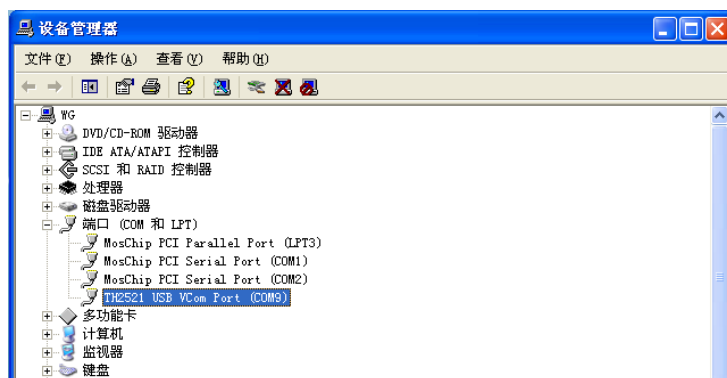 设备管理器
文件(F) 操作(A) 查看(V) 帮助(H)
WG
DVD/CD-ROM 驱动器
IDE ATA/ATAPI 控制器
SCSI 和 RAID 控制器
处理器
磁盘驱动器
端口 (COM 和 LPT)
MosChip PCI Parallel Port (LPT3)
MosChip PCI Serial Port (COM1)
MosChip PCI Serial Port (COM2)
TH2521 USB VCom Port (COM9)
多功能卡
计算机
监视器
键盘